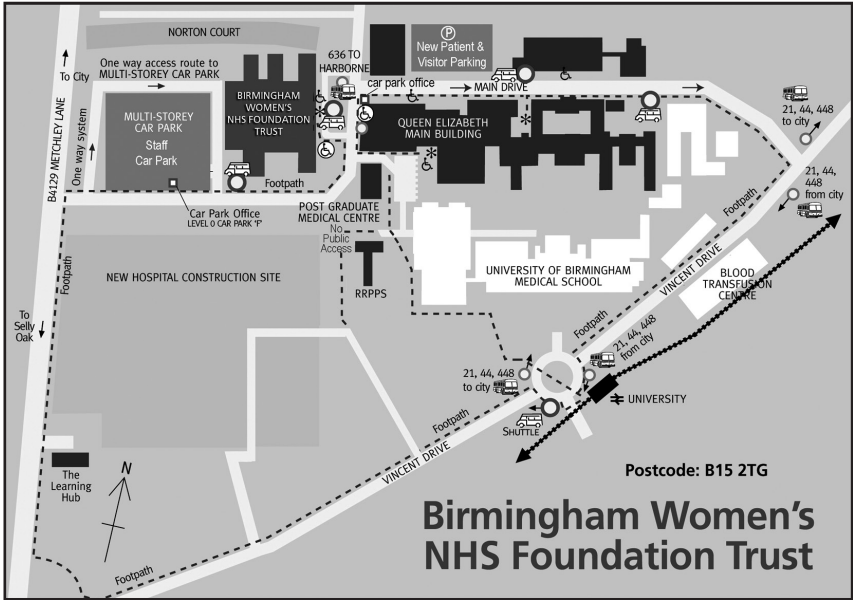 NORTON COURT
To City
One way access route to
MULTI-STOREY CAR PARK
B4129 METCHLEY LANE
One way system
MULTI-STOREY
CAR PARK
Staff
Car Park
BIRMINGHAM
WOMEN'S
NHS FOUNDATION
TRUST
636 TO
HARBORNE
car park office
P
New Patient &
Visitor Parking
MAIN DRIVE
QUEEN ELIZABETH
MAIN BUILDING
21, 44, 448
to city
21, 44,
448
from city
Footpath
Car Park Office
LEVEL 0 CAR PARK 'F'
POST GRADUATE
MEDICAL CENTRE
No
Public
Access
RRPPS
UNIVERSITY OF BIRMINGHAM
MEDICAL SCHOOL
Footpath
VINCENT DRIVE
BLOOD
TRANSFUSION
CENTRE
Footpath
NEW HOSPITAL CONSTRUCTION SITE
To
Selly
Oak
Footpath
21, 44, 448
from city
21, 44, 448
to city
UNIVERSITY
SHUTTLE
Footpath
VINCENT DRIVE
The
Learning
Hub
N
Footpath
Postcode: B15 2TG
Birmingham Women's
NHS Foundation Trust